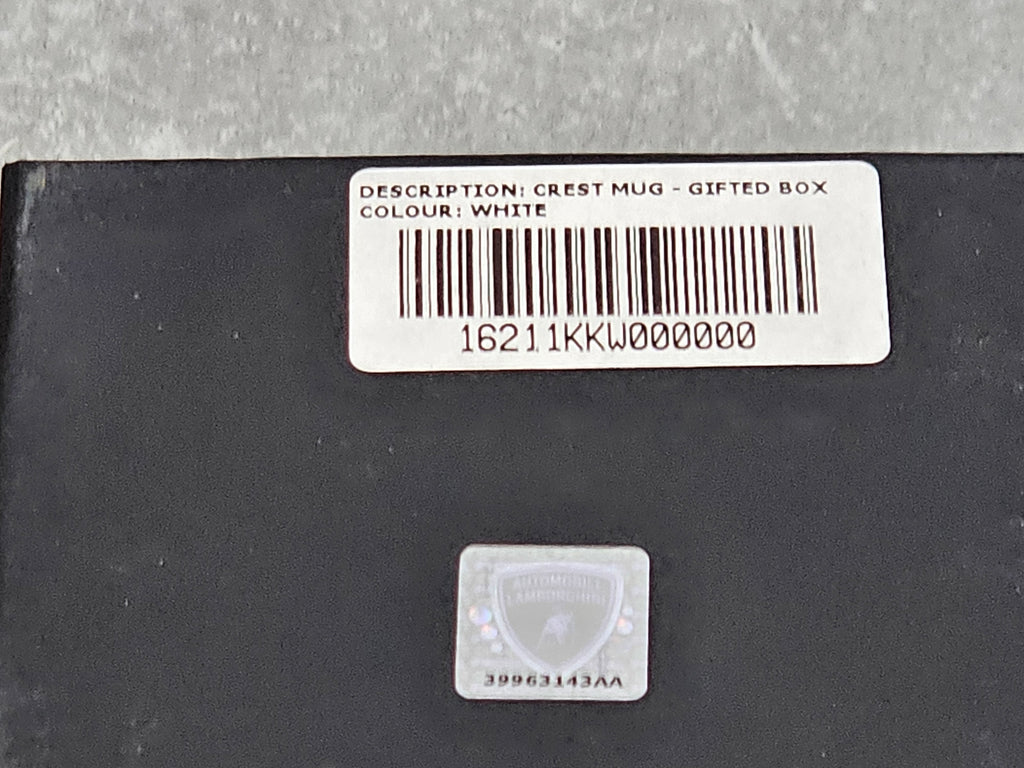 DESCRIPTION: CREST MUG - GIFTED BOX
COLOUR: WHITE
16211KKW000000
AUTOMOBILI
LAMBORGHINI
39963143AA